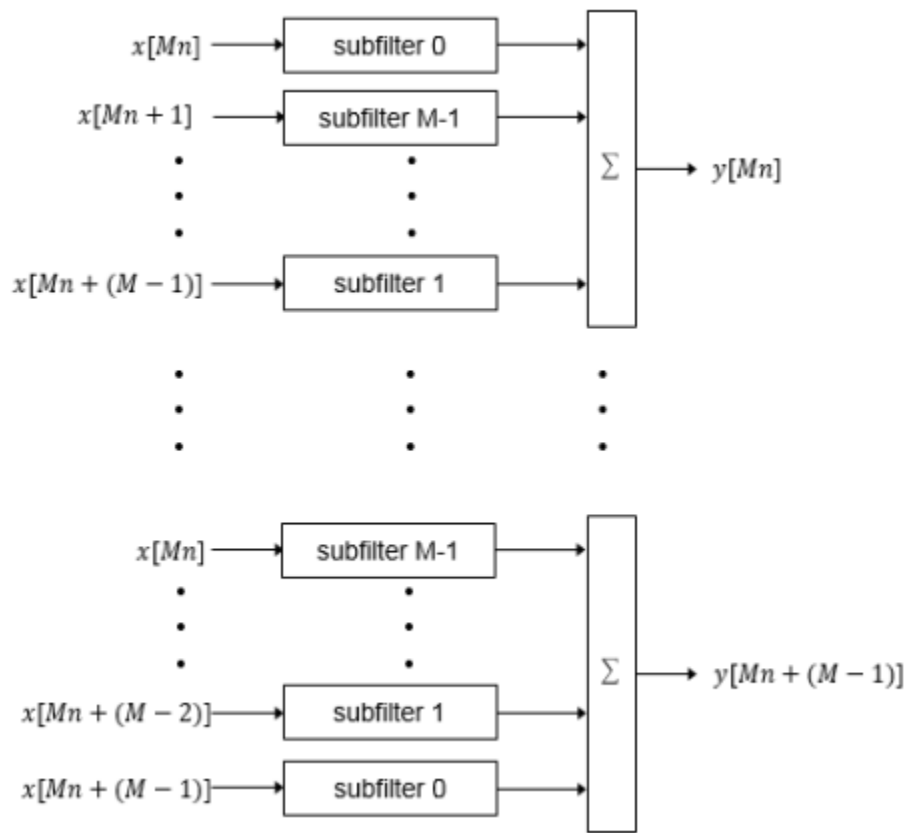 x[Mn] subfilter 0
x[Mn + 1] subfilter M-1
Σ y[Mn]
x[Mn + (M − 1)] subfilter 1
x[Mn] subfilter M-1
Σ y[Mn + (M − 1)]
x[Mn + (M − 2)] subfilter 1
x[Mn + (M − 1)] subfilter 0